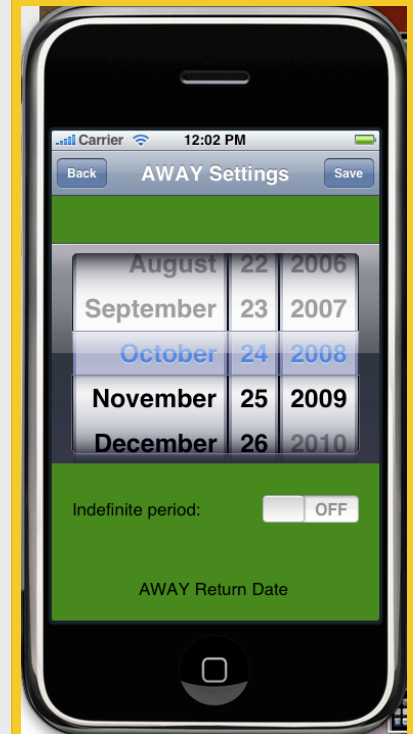 Carrier 12:02 PM
Back AWAY Settings Save
August 22 2006
September 23 2007
October 24 2008
November 25 2009
December 26 2010
Indefinite period: OFF
AWAY Return Date